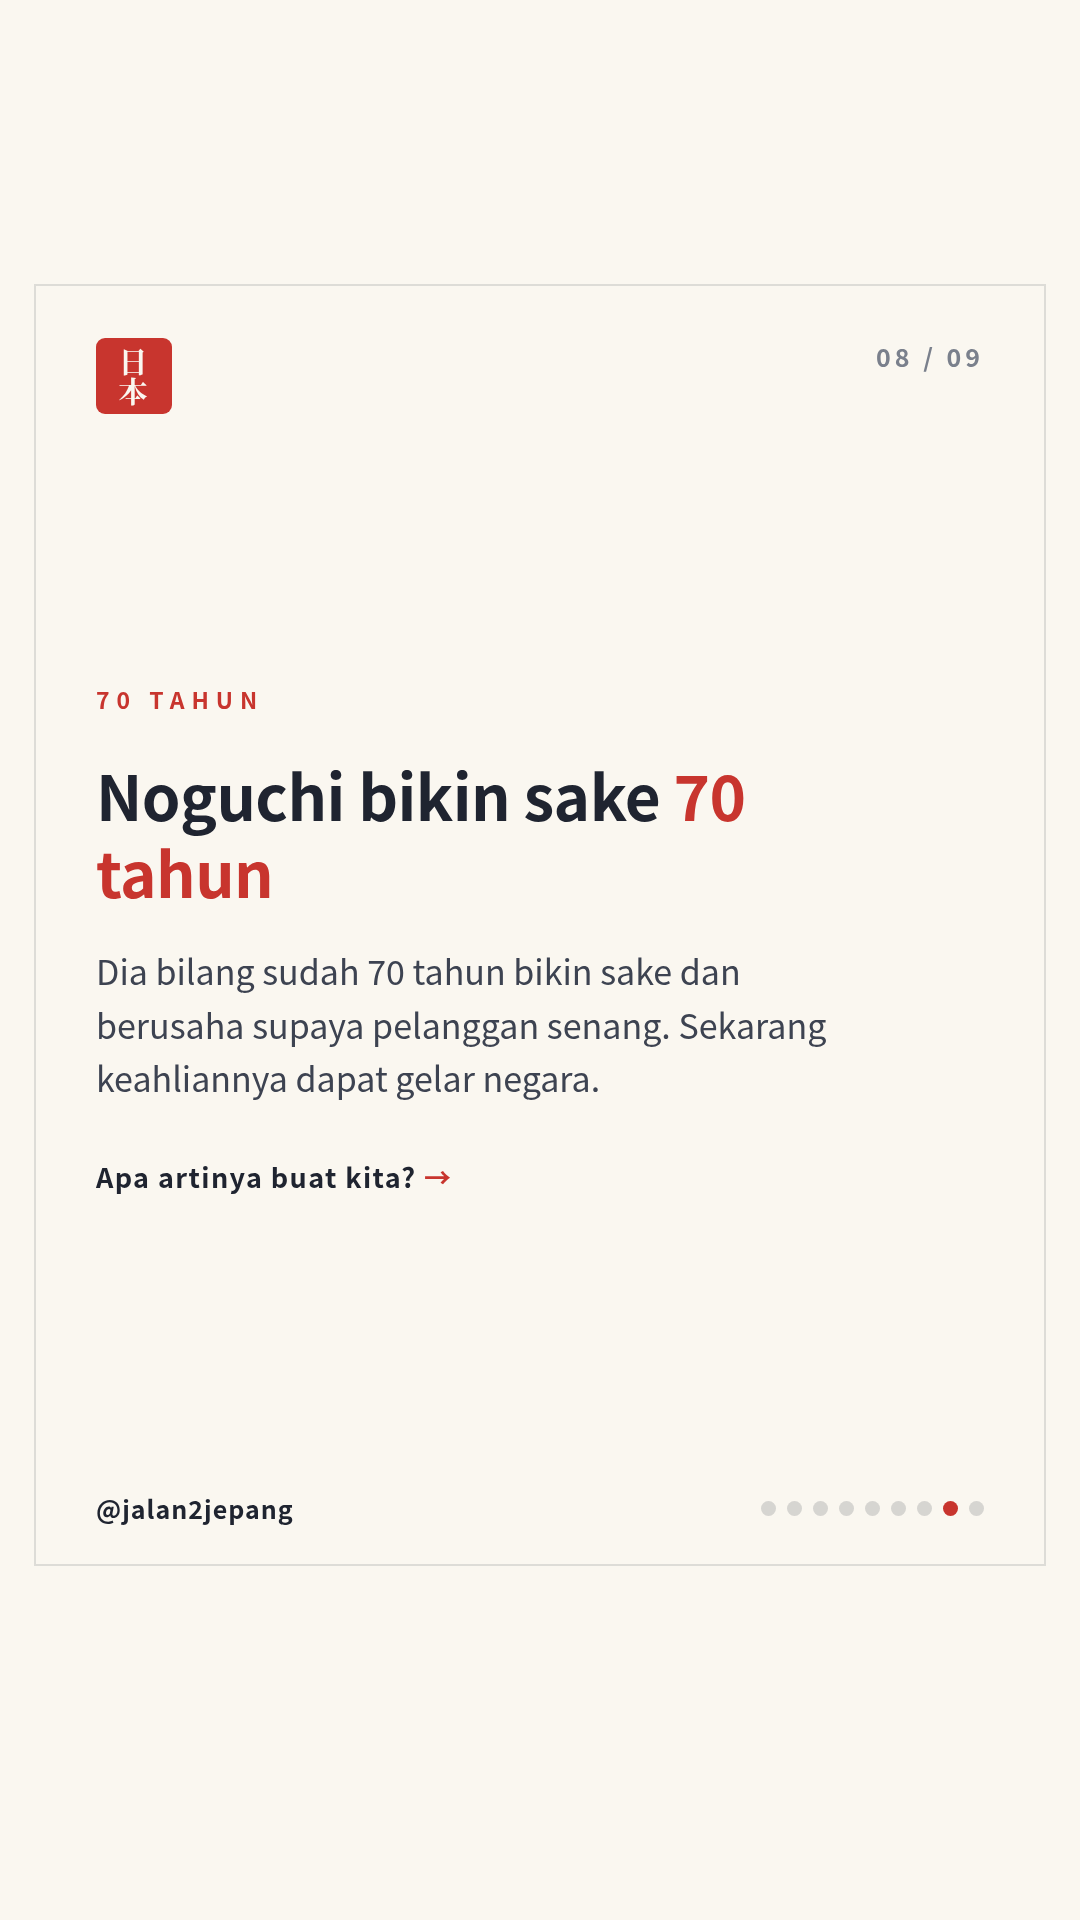 日本
08 / 09
70 TAHUN
Noguchi bikin sake 70
tahun
Dia bilang sudah 70 tahun bikin sake dan
berusaha supaya pelanggan senang. Sekarang
keahliannya dapat gelar negara.
Apa artinya buat kita? →
@jalan2jepang